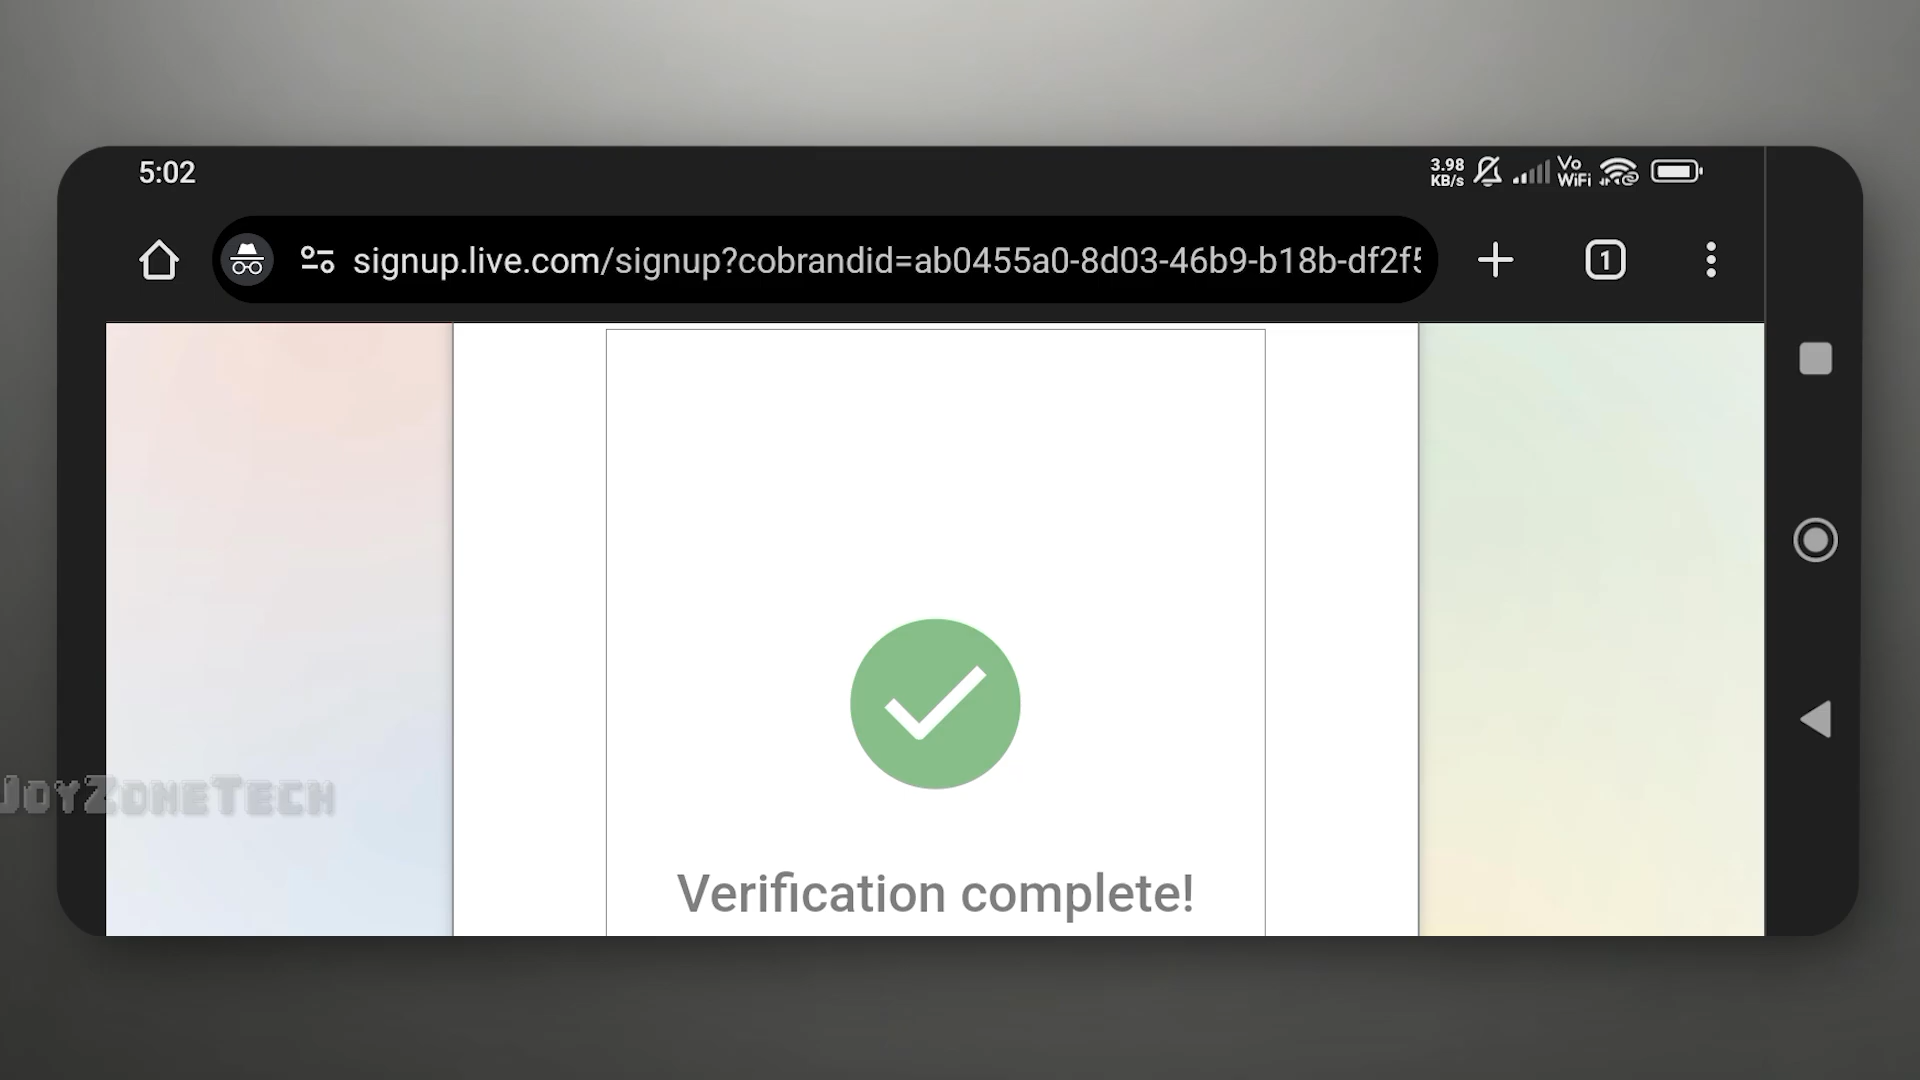 5:02
3.98
KB/s
Vo
WiFi
signup.live.com/signup?cobrandid=ab0455a0-8d03-46b9-b18b-df2f5
1
Verification complete!
JoyZoneTech